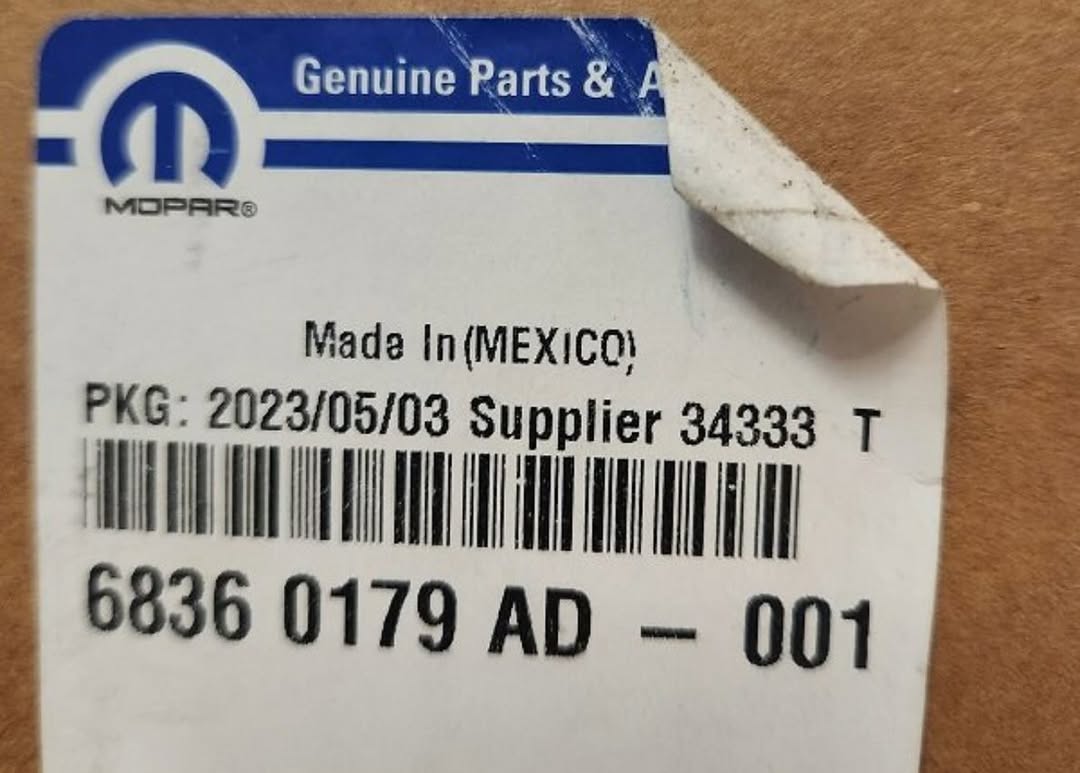 Genuine Parts & A
MOPAR®
Made In(MEXICO)
PKG: 2023/05/03 Supplier 34333 T
6836 0179 AD – 001